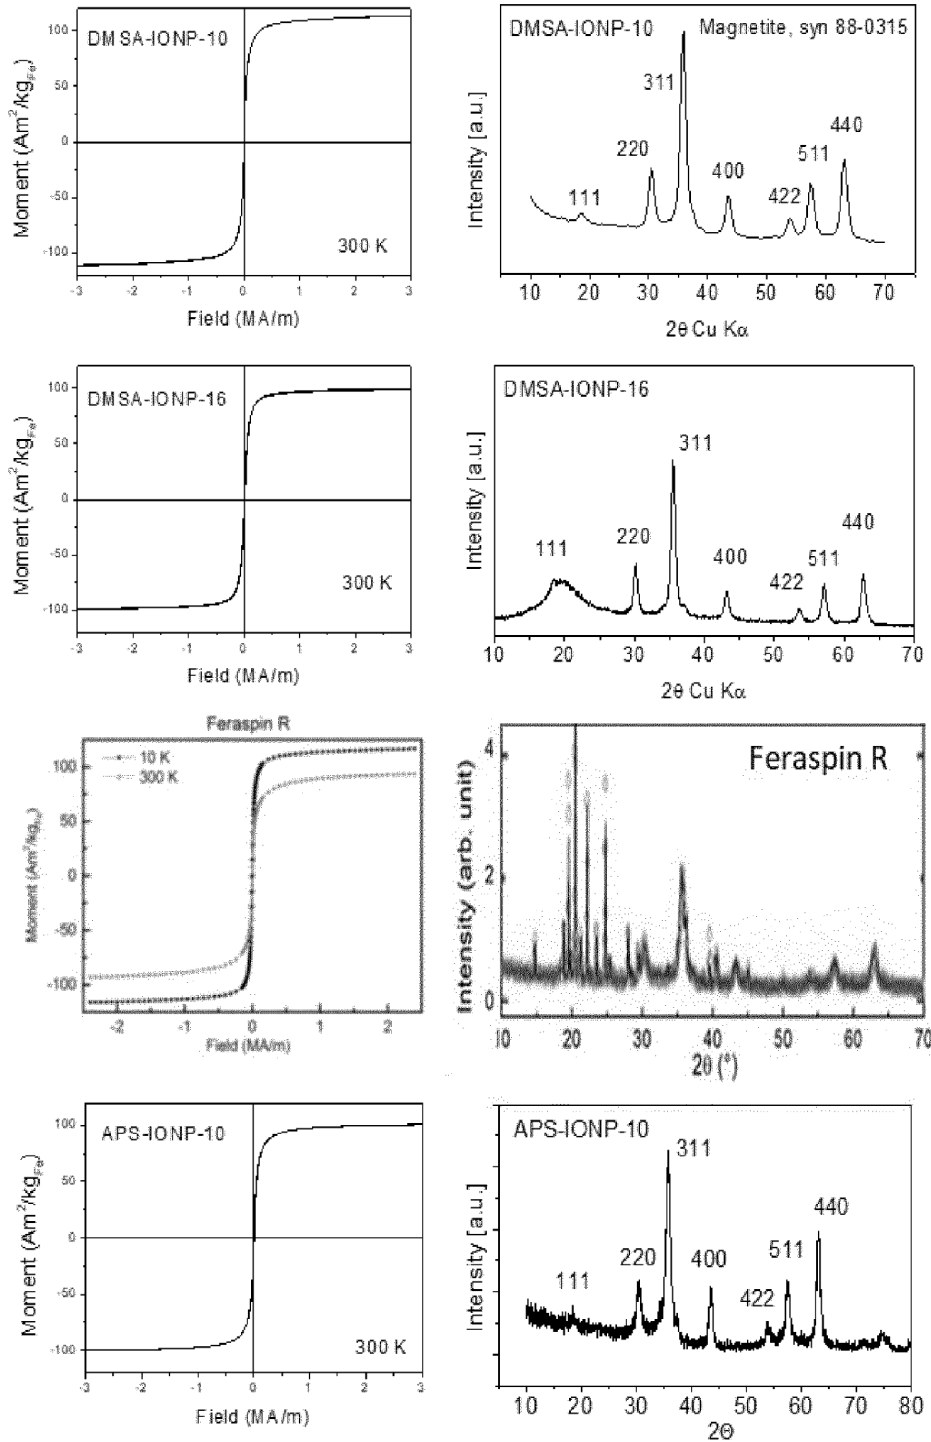 DMSA-IONP-10
100
50
0
-50
-100
300 K
-3
-2
-1
0
1
2
3
Moment (Am²/kg_Fe)
Field (MA/m)
DMSA-IONP-10
Magnetite, syn 88-0315
111
220
311
400
422
511
440
Intensity [a.u.]
10 20 30 40 50 60 70
2θ Cu Kα
DMSA-IONP-16
100
50
0
-50
-100
300 K
-3
-2
-1
0
1
2
3
Moment (Am²/kg_Fe)
Field (MA/m)
DMSA-IONP-16
111
220
311
400
422
511
440
Intensity [a.u.]
10 20 30 40 50 60 70
2θ Cu Kα
Feraspin R
10 K
300 K
100
50
0
-50
-100
-2
-1
0
1
2
Moment (Am²/kg_Fe)
Field (MA/m)
Feraspin R
4
2
0
Intensity (arb. unit)
10 20 30 40 50 60 70
2θ (°)
APS-IONP-10
100
50
0
-50
-100
300 K
-3
-2
-1
0
1
2
3
Moment (Am²/kg_Fe)
Field (MA/m)
APS-IONP-10
111
220
311
400
422
511
440
Intensity [a.u.]
10 20 30 40 50 60 70 80
2Θ